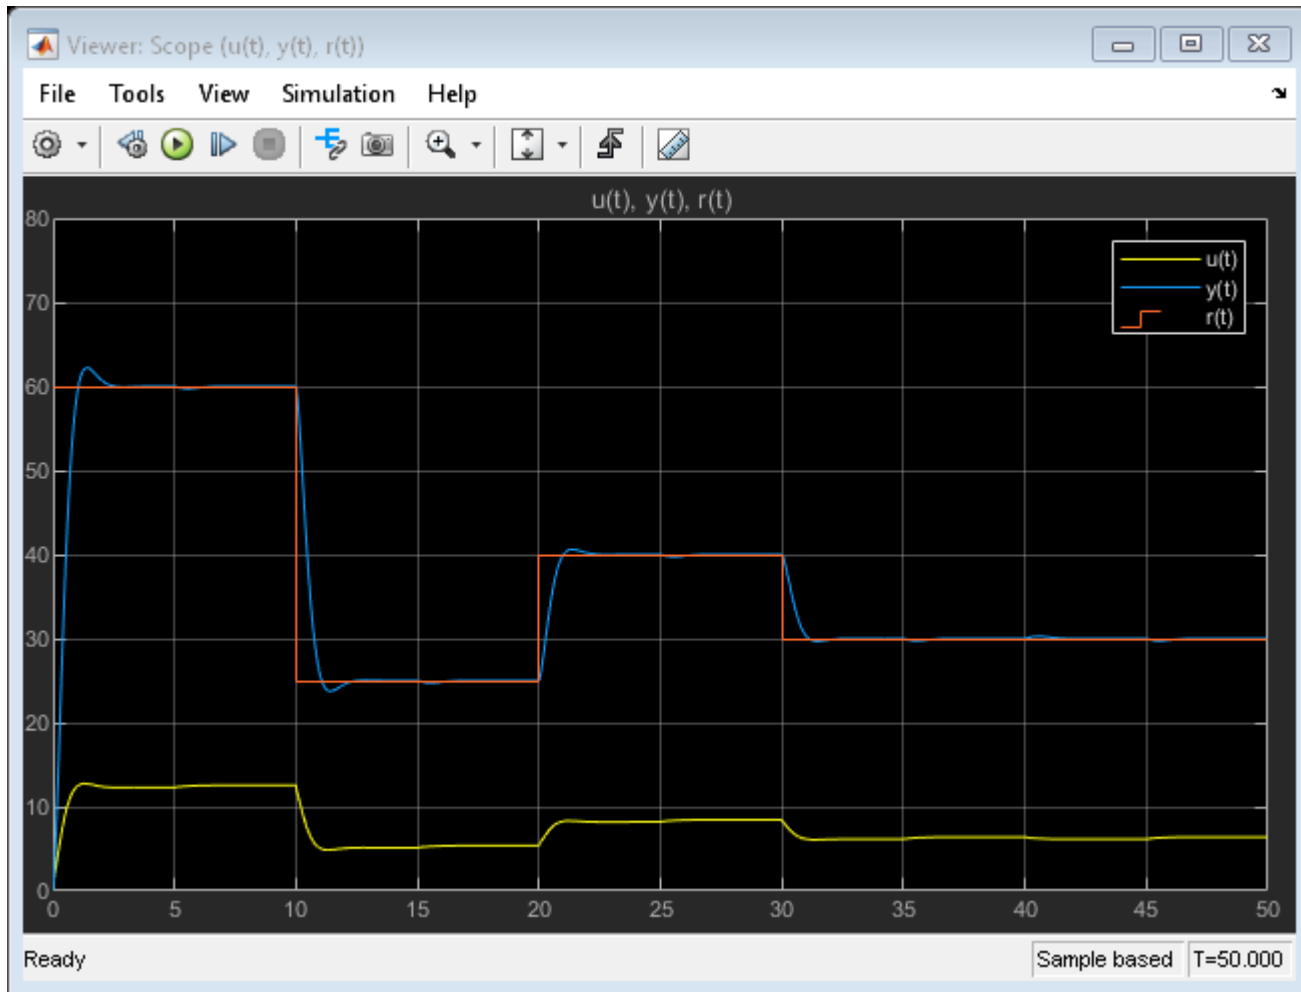 Viewer: Scope (u(t), y(t), r(t))
File Tools View Simulation Help
u(t), y(t), r(t)
80
70
60
50
40
30
20
10
0
u(t)
y(t)
r(t)
0 5 10 15 20 25 30 35 40 45 50
Ready Sample based T=50.000